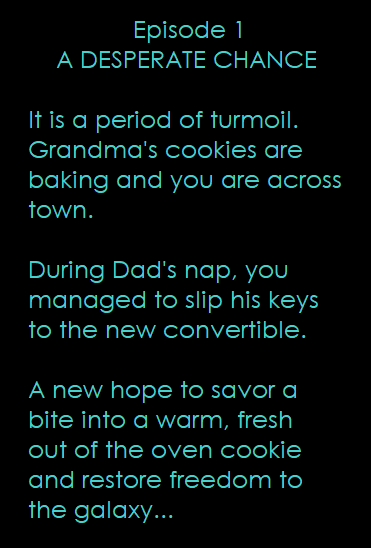 Episode 1
A DESPERATE CHANCE
It is a period of turmoil.
Grandma's cookies are
baking and you are across
town.
During Dad's nap, you
managed to slip his keys
to the new convertible.
A new hope to savor a
bite into a warm, fresh
out of the oven cookie
and restore freedom to
the galaxy...